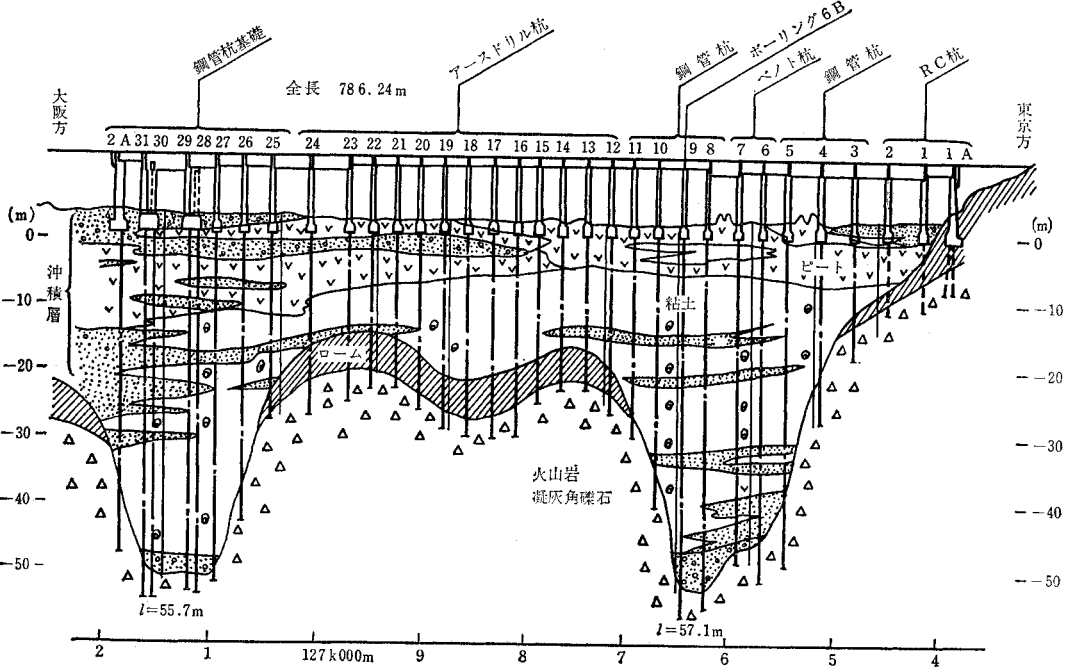 鋼管杭基礎
アースドリル杭
鋼管杭
ボーリング6B
ベノト杭
鋼管杭
RC杭
全長 786.24m
大阪方
東京方
2 A 31 30 29 28 27 26 25 24 23 22 21 20 19 18 17 16 15 14 13 12 11 10 9 8 7 6 5 4 3 2 1 1 A
(m)
0
-10
-20
-30
-40
-50
沖積層
(m)
0
-10
-20
-30
-40
-50
ピート
粘土
ローム
火山岩
凝灰角礫石
l=55.7m
l=57.1m
2 1 127k000m 9 8 7 6 5 4